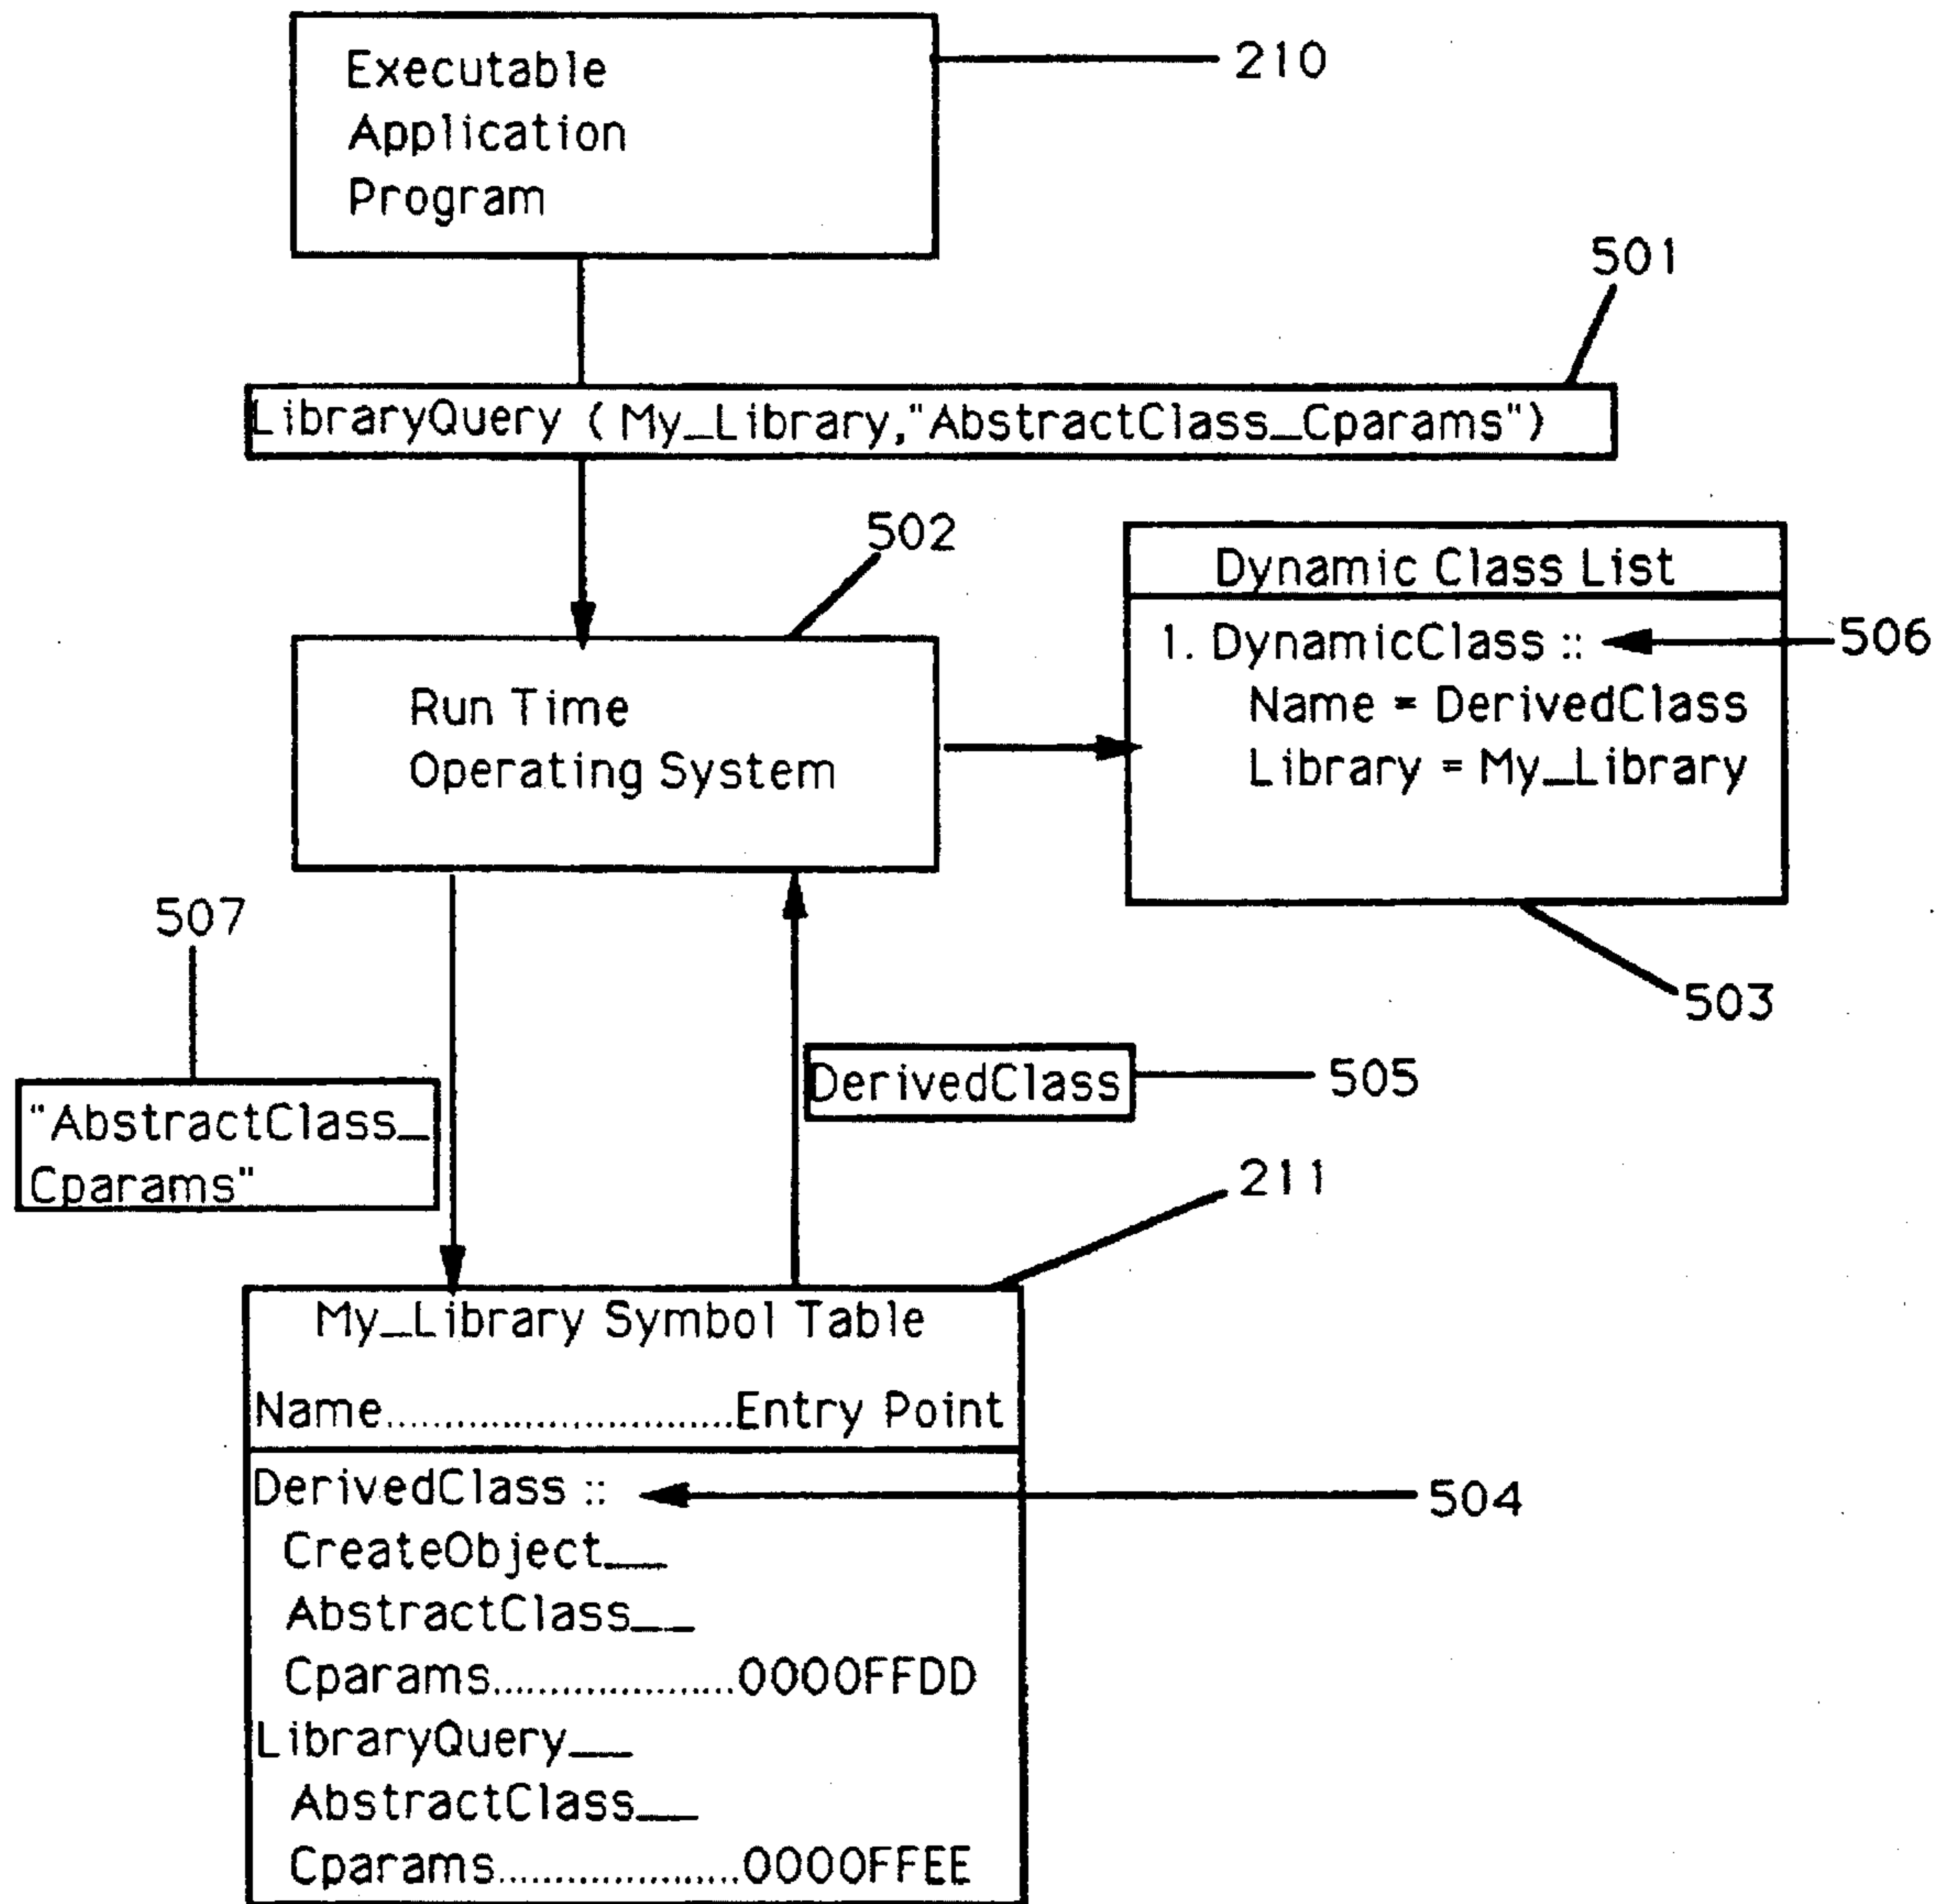 Executable
Application
Program
210
501
LibraryQuery ( My_Library,"AbstractClass_Cparams")
502
Run Time
Operating System
Dynamic Class List
1. DynamicClass ::
506
Name = DerivedClass
Library = My_Library
503
507
"AbstractClass_
Cparams"
DerivedClass
505
211
My_Library Symbol Table
Name..............................Entry Point
DerivedClass ::
504
CreateObject__
AbstractClass__
Cparams......................0000FFDD
LibraryQuery__
AbstractClass__
Cparams......................0000FFEE